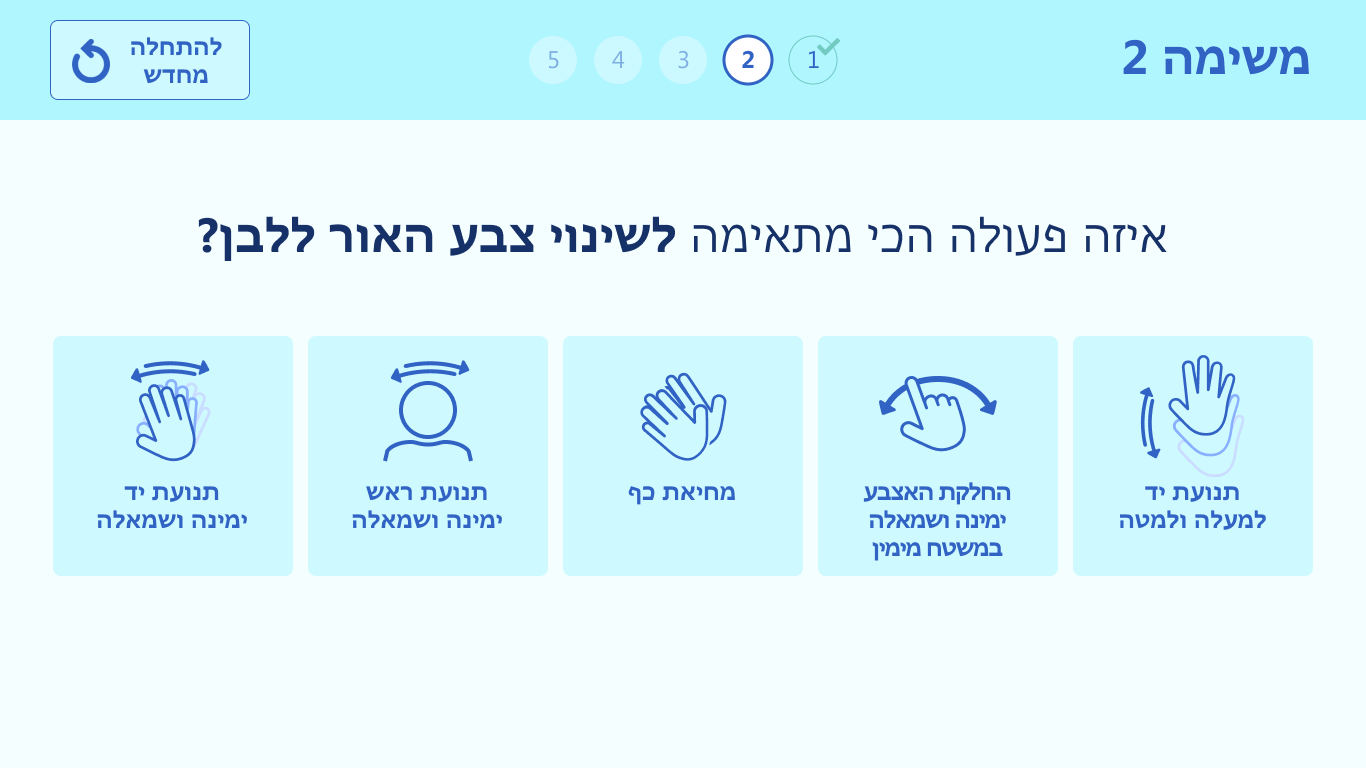 משימה 2
1
2
3
4
5
להתחלה
מחדש
איזה פעולה הכי מתאימה לשינוי צבע האור ללבן?
תנועת יד
למעלה ולמטה
החלקת האצבע
ימינה ושמאלה
במשטח מימין
מחיאת כף
תנועת ראש
ימינה ושמאלה
תנועת יד
ימינה ושמאלה